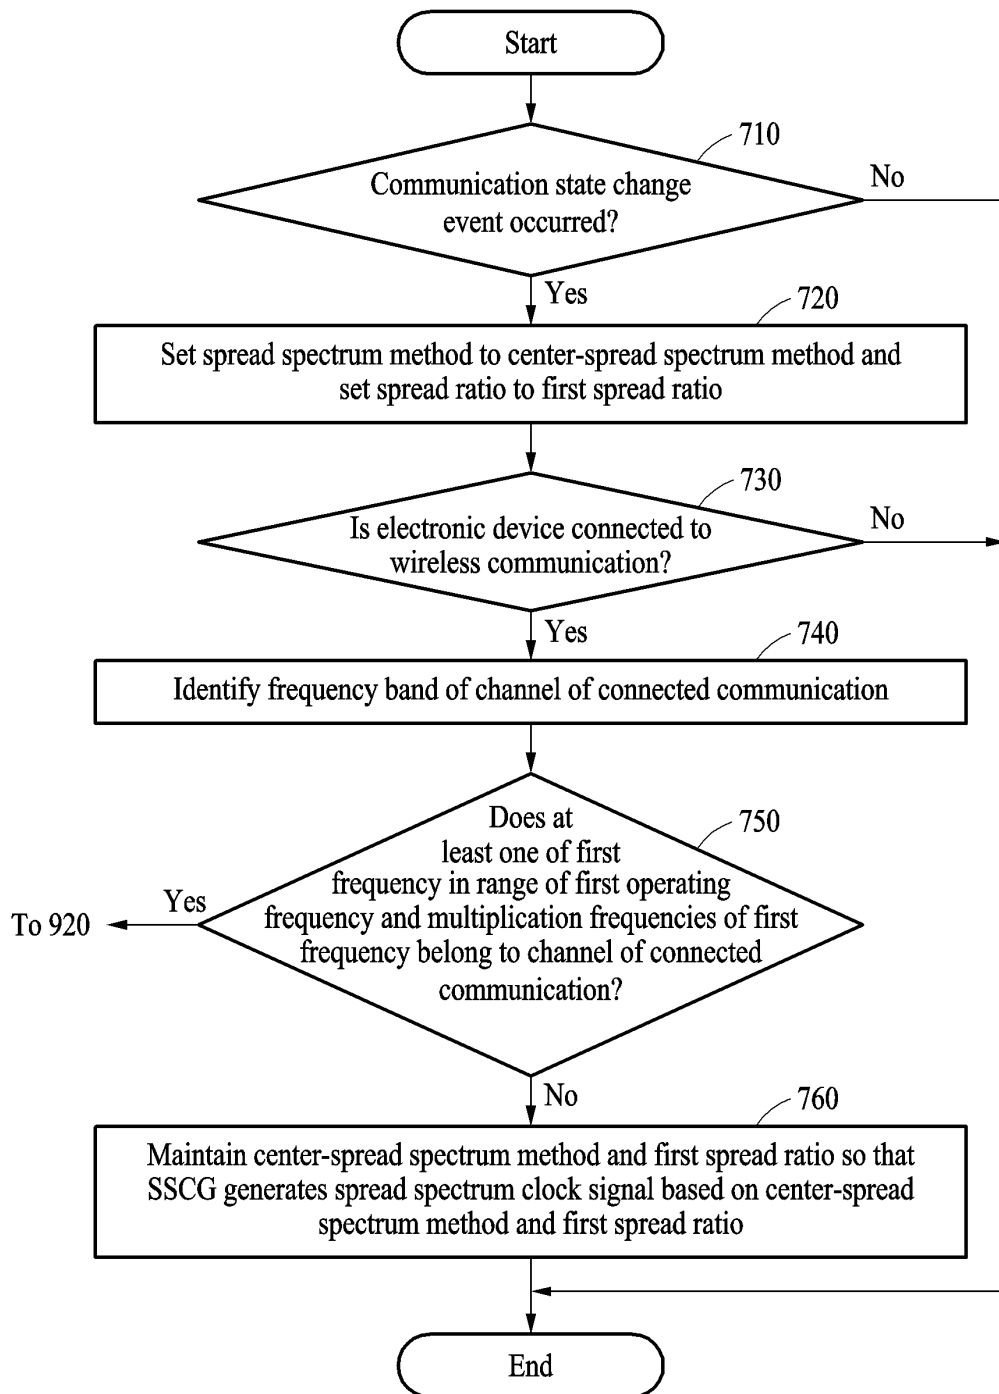 Start
710
Communication state change
event occurred?
No
Yes
720
Set spread spectrum method to center-spread spectrum method and
set spread ratio to first spread ratio
730
Is electronic device connected to
wireless communication?
No
Yes
740
Identify frequency band of channel of connected communication
750
Does at
least one of first
frequency in range of first operating
frequency and multiplication frequencies of first
frequency belong to channel of connected
communication?
Yes
To 920
No
760
Maintain center-spread spectrum method and first spread ratio so that
SSCG generates spread spectrum clock signal based on center-spread
spectrum method and first spread ratio
End